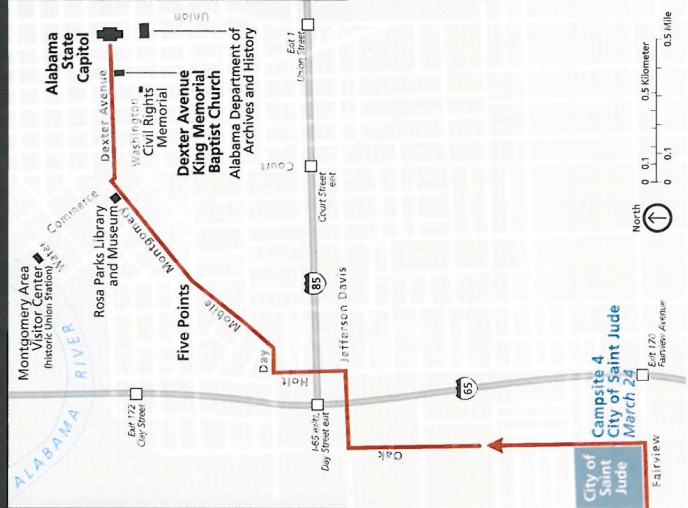 Union
Alabama
State
Capitol
Dexter Avenue
Washington
Civil Rights
Memorial
Dexter Avenue
King Memorial
Baptist Church
Alabama Department of
Archives and History
Exit 1
Union Street
Court
Court Street
exit
Commerce
Water
Montgomery Area
Visitor Center
(historic Union Station)
Rosa Parks Library
and Museum
Montgomery
ALABAMA RIVER
Five Points
Mobile
Day
Holt
85
Jefferson Davis
Exit 172
Clay Street
I-65 exit,
Day Street exit
65
Oak
Campsite 4
City of Saint Jude
March 24
City of
Saint
Jude
Exit 170
Fairview Avenue
Fairview
North
0 0.1 0.5 Kilometer
0 0.1 0.5 Mile